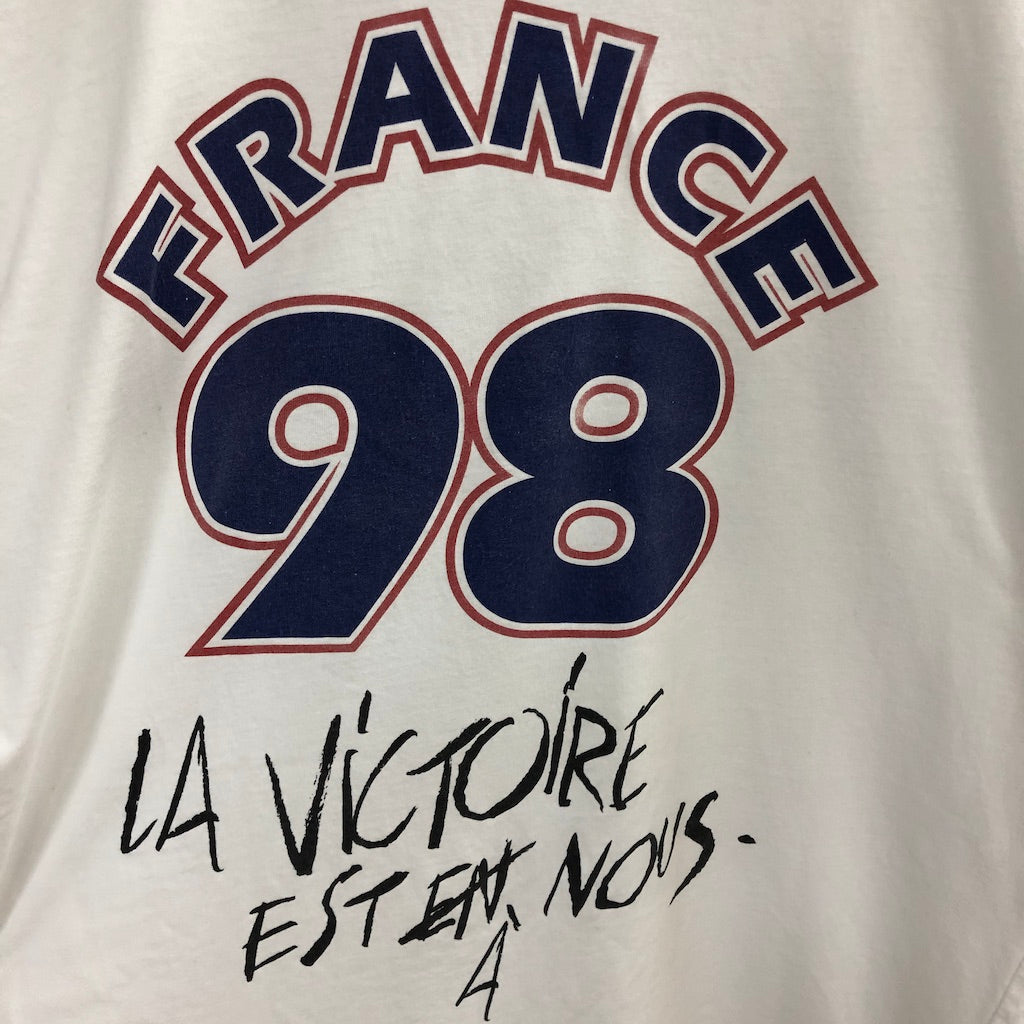 FRANCE
98
LA VICTOIRE
EST EN NOUS.
À